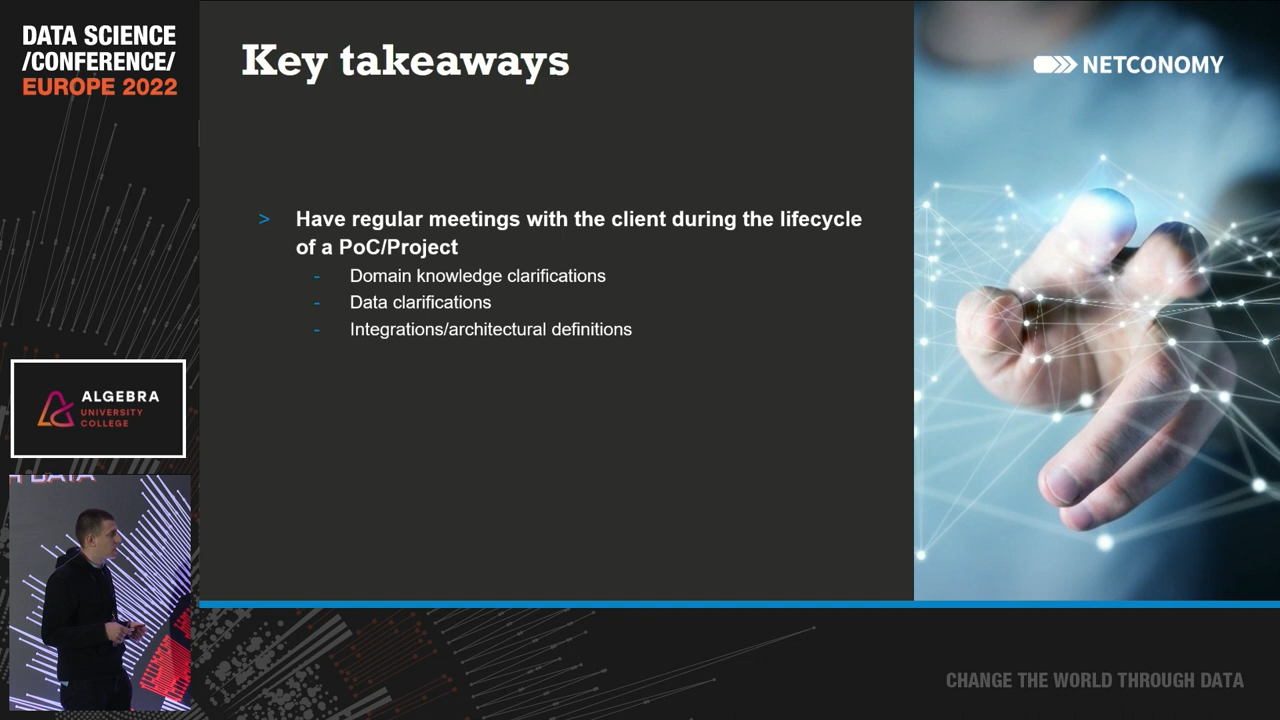 DATA SCIENCE
/CONFERENCE/
EUROPE 2022
Key takeaways
NETCONOMY
> Have regular meetings with the client during the lifecycle
of a PoC/Project
- Domain knowledge clarifications
- Data clarifications
- Integrations/architectural definitions
ALGEBRA
UNIVERSITY
COLLEGE
DATA
CHANGE THE WORLD THROUGH DATA